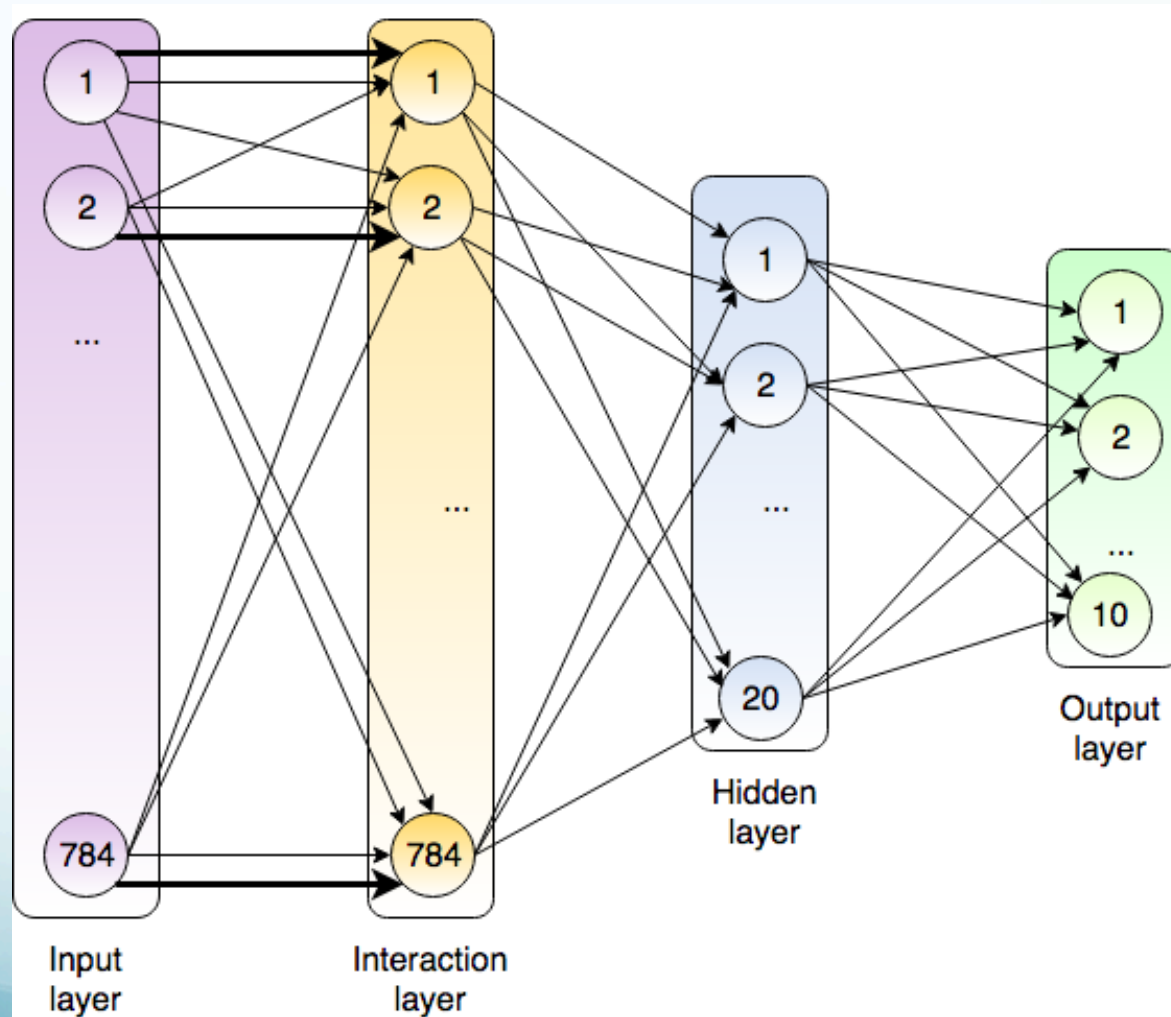 1
2
...
784
Input
layer
1
2
...
784
Interaction
layer
1
2
...
20
Hidden
layer
1
2
...
10
Output
layer